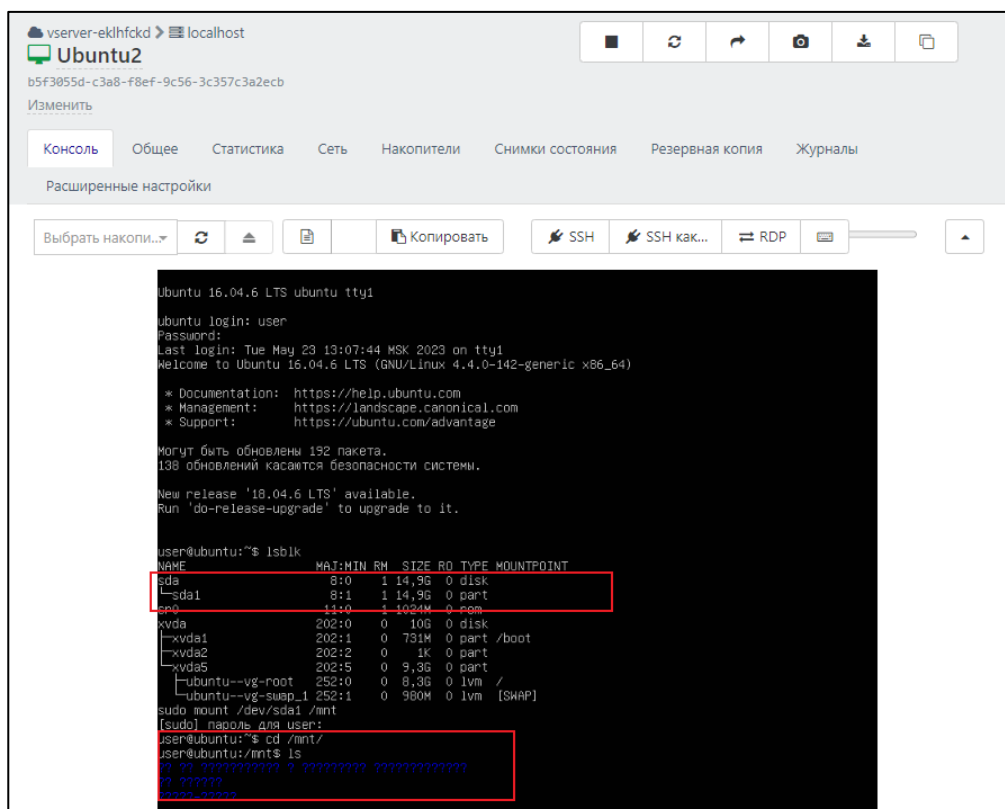 vserver-eklhfckd > localhost
Ubuntu2
b5f3055d-c3a8-f8ef-9c56-3c357c3a2ecb
Изменить
Консоль Общее Статистика Сеть Накопители Снимки состояния Резервная копия Журналы
Расширенные настройки
Выбрать накопи... Копировать SSH SSH как... RDP
Ubuntu 16.04.6 LTS ubuntu tty1
ubuntu login: user
Password:
Last login: Tue May 23 13:07:44 MSK 2023 on tty1
Welcome to Ubuntu 16.04.6 LTS (GNU/Linux 4.4.0-142-generic x86_64)
* Documentation: https://help.ubuntu.com
* Management: https://landscape.canonical.com
* Support: https://ubuntu.com/advantage
Могут быть обновлены 192 пакета.
138 обновлений касаются безопасности системы.
New release '18.04.6 LTS' available.
Run 'do-release-upgrade' to upgrade to it.
user@ubuntu:~$ lsblk
NAME MAJ:MIN RM SIZE RO TYPE MOUNTPOINT
sda 8:0 1 14,9G 0 disk
└─sda1 8:1 1 14,9G 0 part
sr0 11:0 1 1024M 0 rom
xvda 202:0 0 10G 0 disk
├─xvda1 202:1 0 731M 0 part /boot
├─xvda2 202:2 0 1K 0 part
└─xvda5 202:5 0 9,3G 0 part
├─ubuntu--vg-root 252:0 0 8,3G 0 lvm /
└─ubuntu--vg-swap_1 252:1 0 980M 0 lvm [SWAP]
sudo mount /dev/sda1 /mnt
[sudo] пароль для user:
user@ubuntu:~$ cd /mnt/
user@ubuntu:/mnt$ ls
?? ?? ??????????? ? ????????? ?????????????
?? ??????
?????-?????